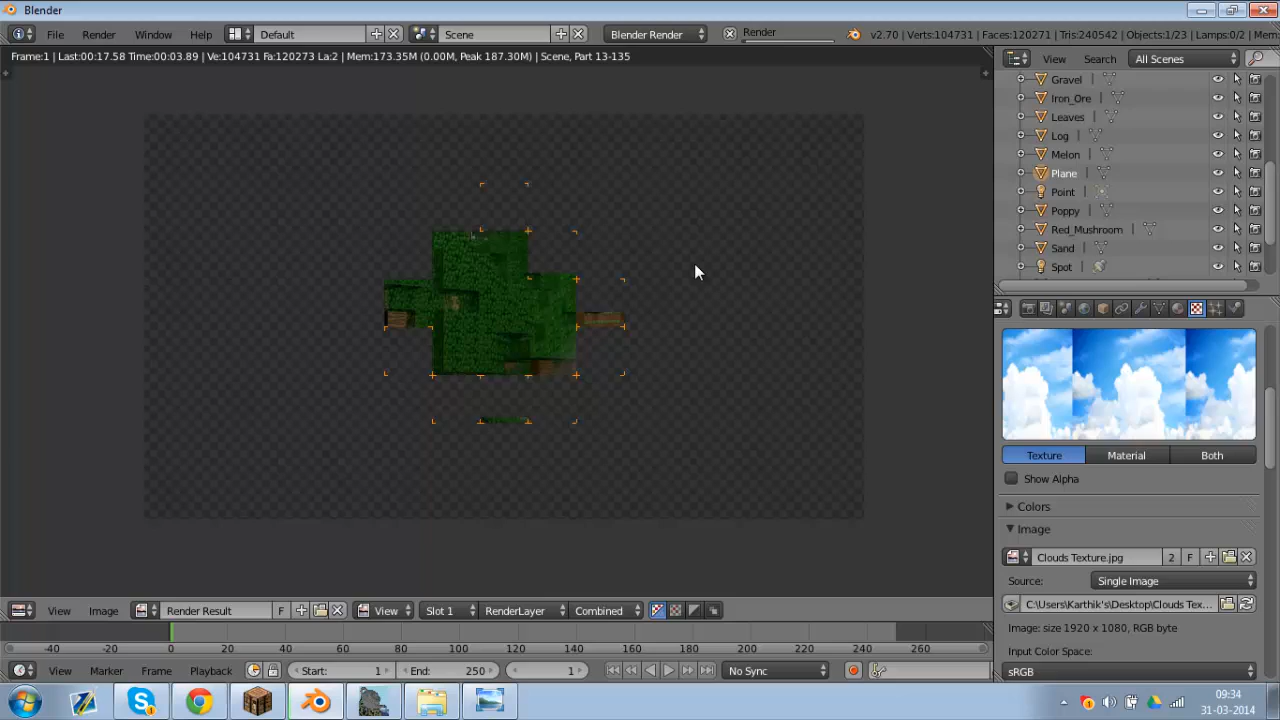 Blender
File Render Window Help Default Scene Blender Render Render v2.70 | Verts:104731 | Faces:120271 | Tris:240542 | Objects:1/23 | Lamps:0/2 | Mem:
Frame:1 | Last:00:17.58 Time:00:03.89 | Ve:104731 Fa:120273 La:2 | Mem:173.35M (0.00M, Peak 187.30M) | Scene, Part 13-135
View Search All Scenes
Gravel
Iron_Ore
Leaves
Log
Melon
Plane
Point
Poppy
Red_Mushroom
Sand
Spot
Texture Material Both
Show Alpha
Colors
Image
Clouds Texture.jpg 2 F
Source: Single Image
C:\Users\Karthik's\Desktop\Clouds Tex...
Image: size 1920 x 1080, RGB byte
Input Color Space:
sRGB
View Image Render Result F View Slot 1 RenderLayer Combined
-40 -20 0 20 40 60 80 100 120 140 160 180 200 220 240 260
View Marker Frame Playback Start: 1 End: 250 1 No Sync
09:34
31-03-2014